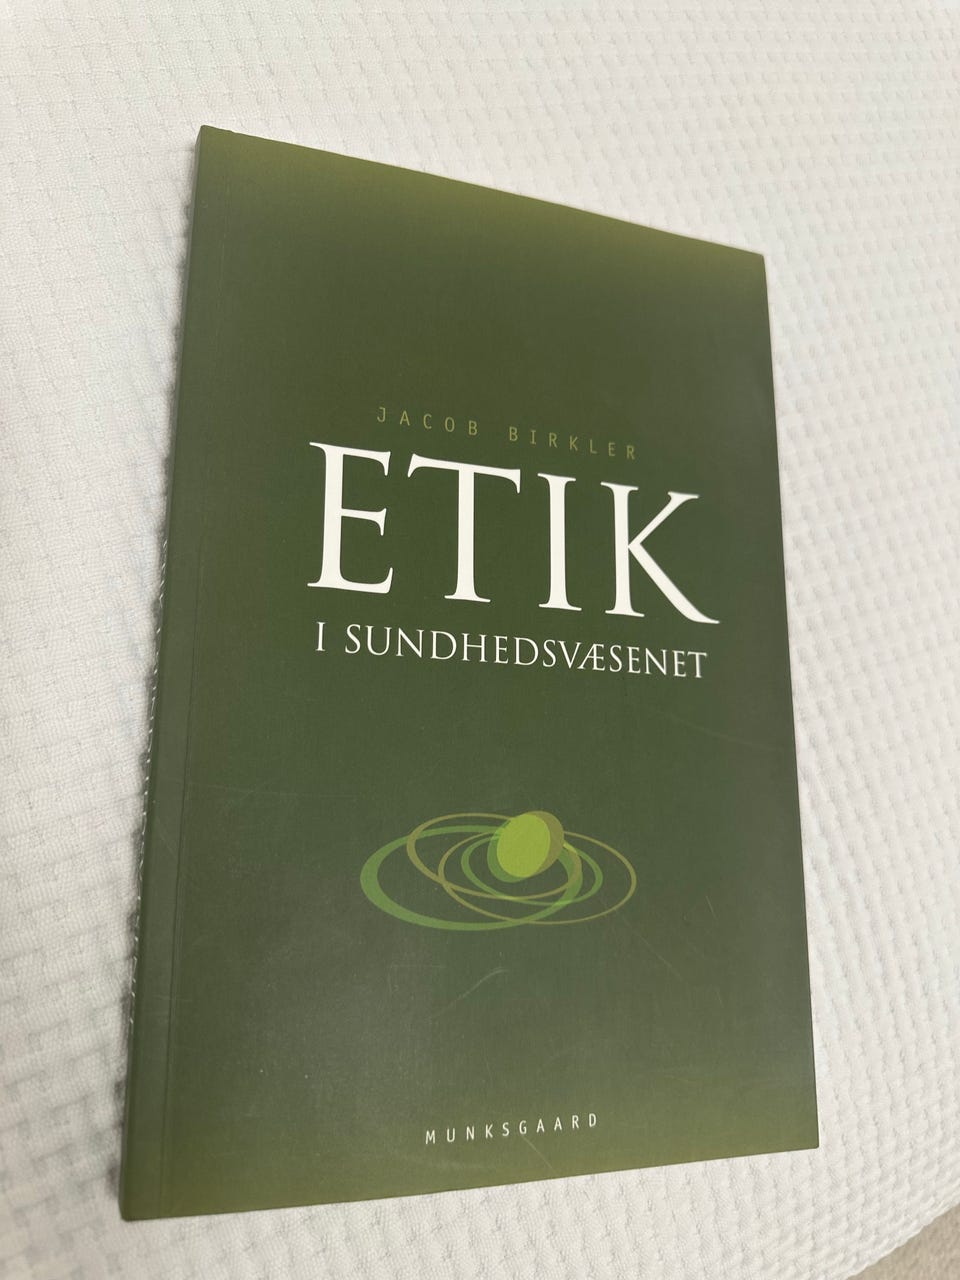 JACOB BIRKLER
ETIK
I SUNDHEDSVÆSENET
MUNKSGAARD